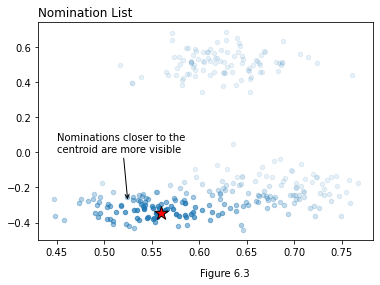 Nomination List
0.6
0.4
0.2
0.0
−0.2
−0.4
Nominations closer to the
centroid are more visible
0.45 0.50 0.55 0.60 0.65 0.70 0.75
Figure 6.3